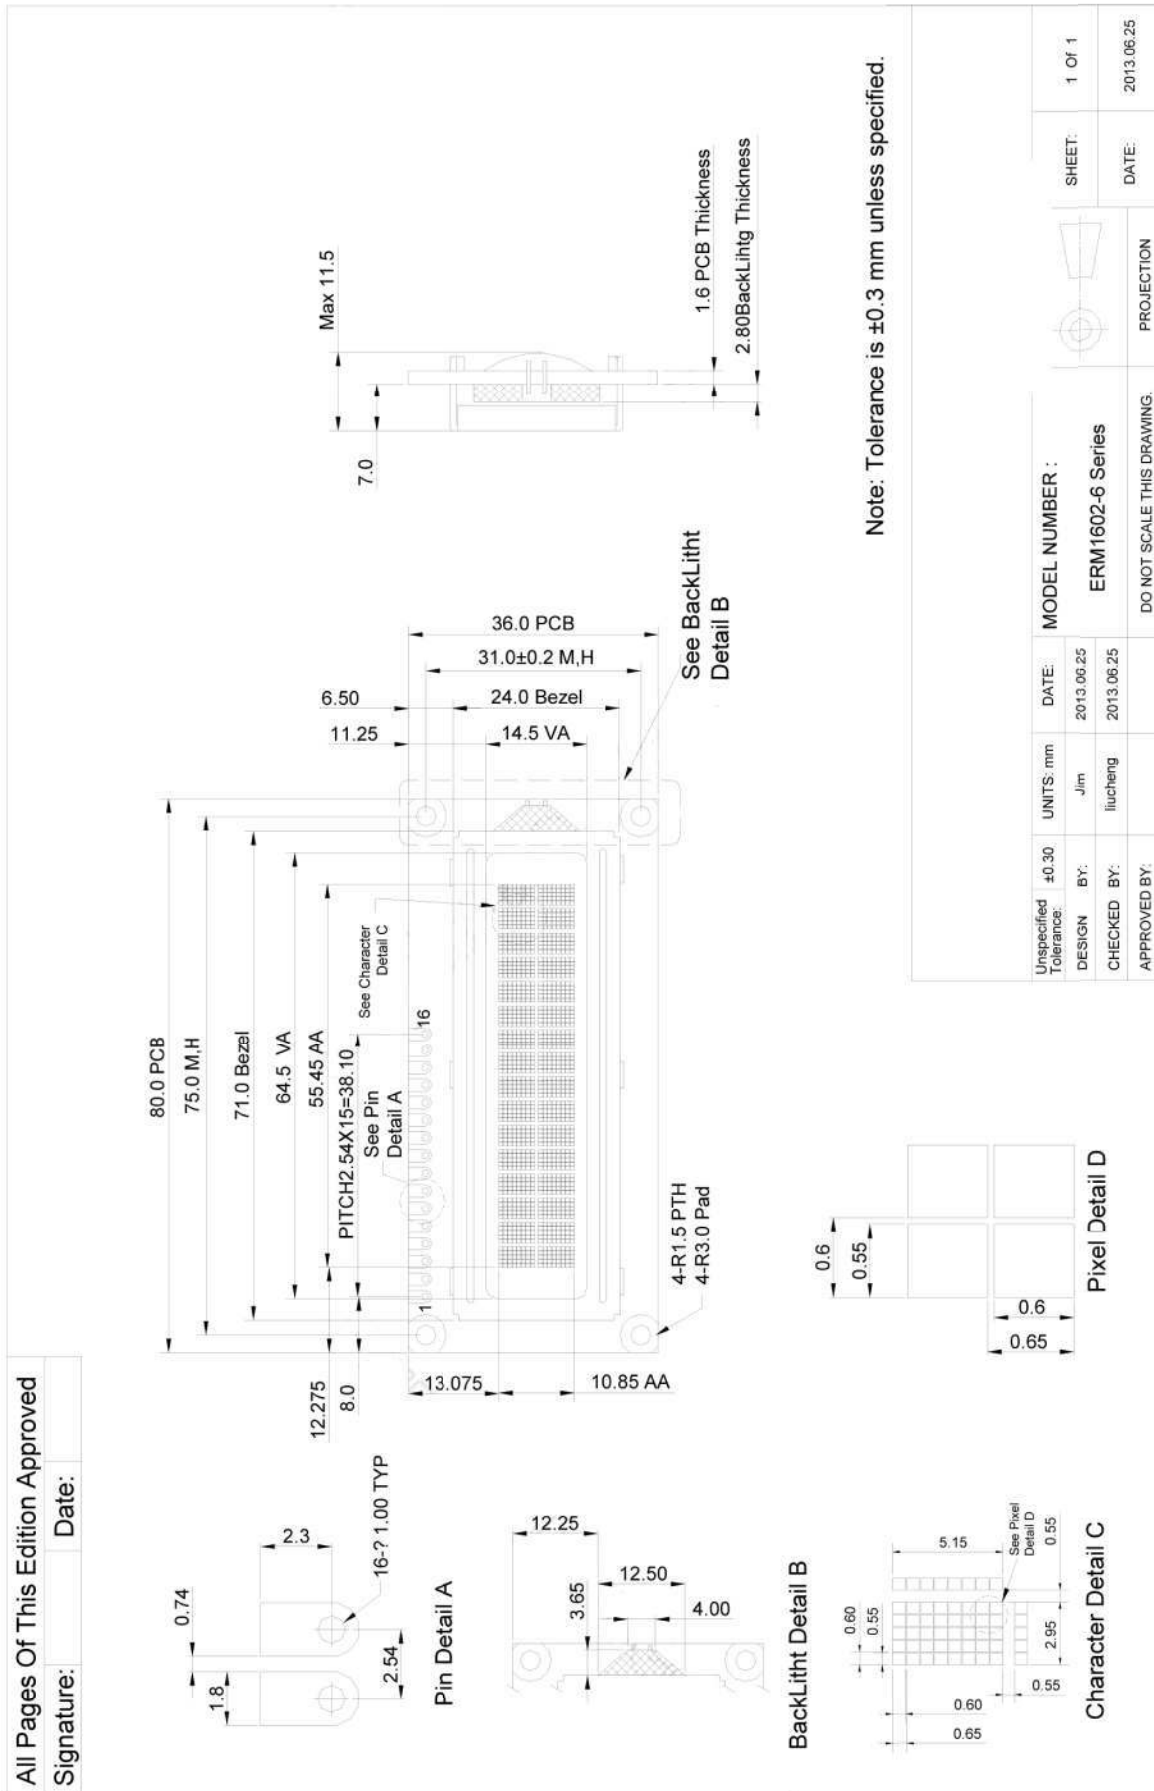 All Pages Of This Edition Approved
Signature:
Date:
80.0 PCB
75.0 M,H
71.0 Bezel
64.5 VA
55.45 AA
PITCH2.54X15=38.10
See Pin
Detail A
See Character
Detail C
12.275
8.0
1
16
13.075
10.85 AA
4-R1.5 PTH
4-R3.0 Pad
6.50
11.25
36.0 PCB
31.0±0.2 M,H
24.0 Bezel
14.5 VA
See BackLitht
Detail B
Max 11.5
7.0
1.6 PCB Thickness
2.80BackLihtg Thickness
0.74
1.8
2.3
2.54
16-? 1.00 TYP
Pin Detail A
12.25
3.65
12.50
4.00
BackLitht Detail B
0.60
0.55
5.15
See Pixel
Detail D
0.55
2.95
0.55
0.60
0.65
Character Detail C
0.6
0.55
0.6
0.65
Pixel Detail D
Note: Tolerance is ±0.3 mm unless specified.
Unspecified
Tolerance:
±0.30
UNITS: mm
DATE:
MODEL NUMBER :
DESIGN BY:
Jim
2013.06.25
ERM1602-6 Series
SHEET:
1 Of 1
CHECKED BY:
liucheng
2013.06.25
APPROVED BY:
DO NOT SCALE THIS DRAWING.
PROJECTION
DATE:
2013.06.25